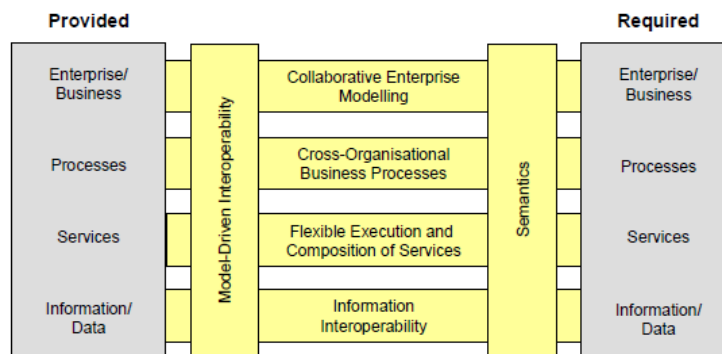 Provided
Required
Enterprise/
Business
Collaborative Enterprise
Modelling
Enterprise/
Business
Processes
Cross-Organisational
Business Processes
Processes
Services
Flexible Execution and
Composition of Services
Services
Information/
Data
Information
Interoperability
Information/
Data
Model-Driven Interoperability
Semantics